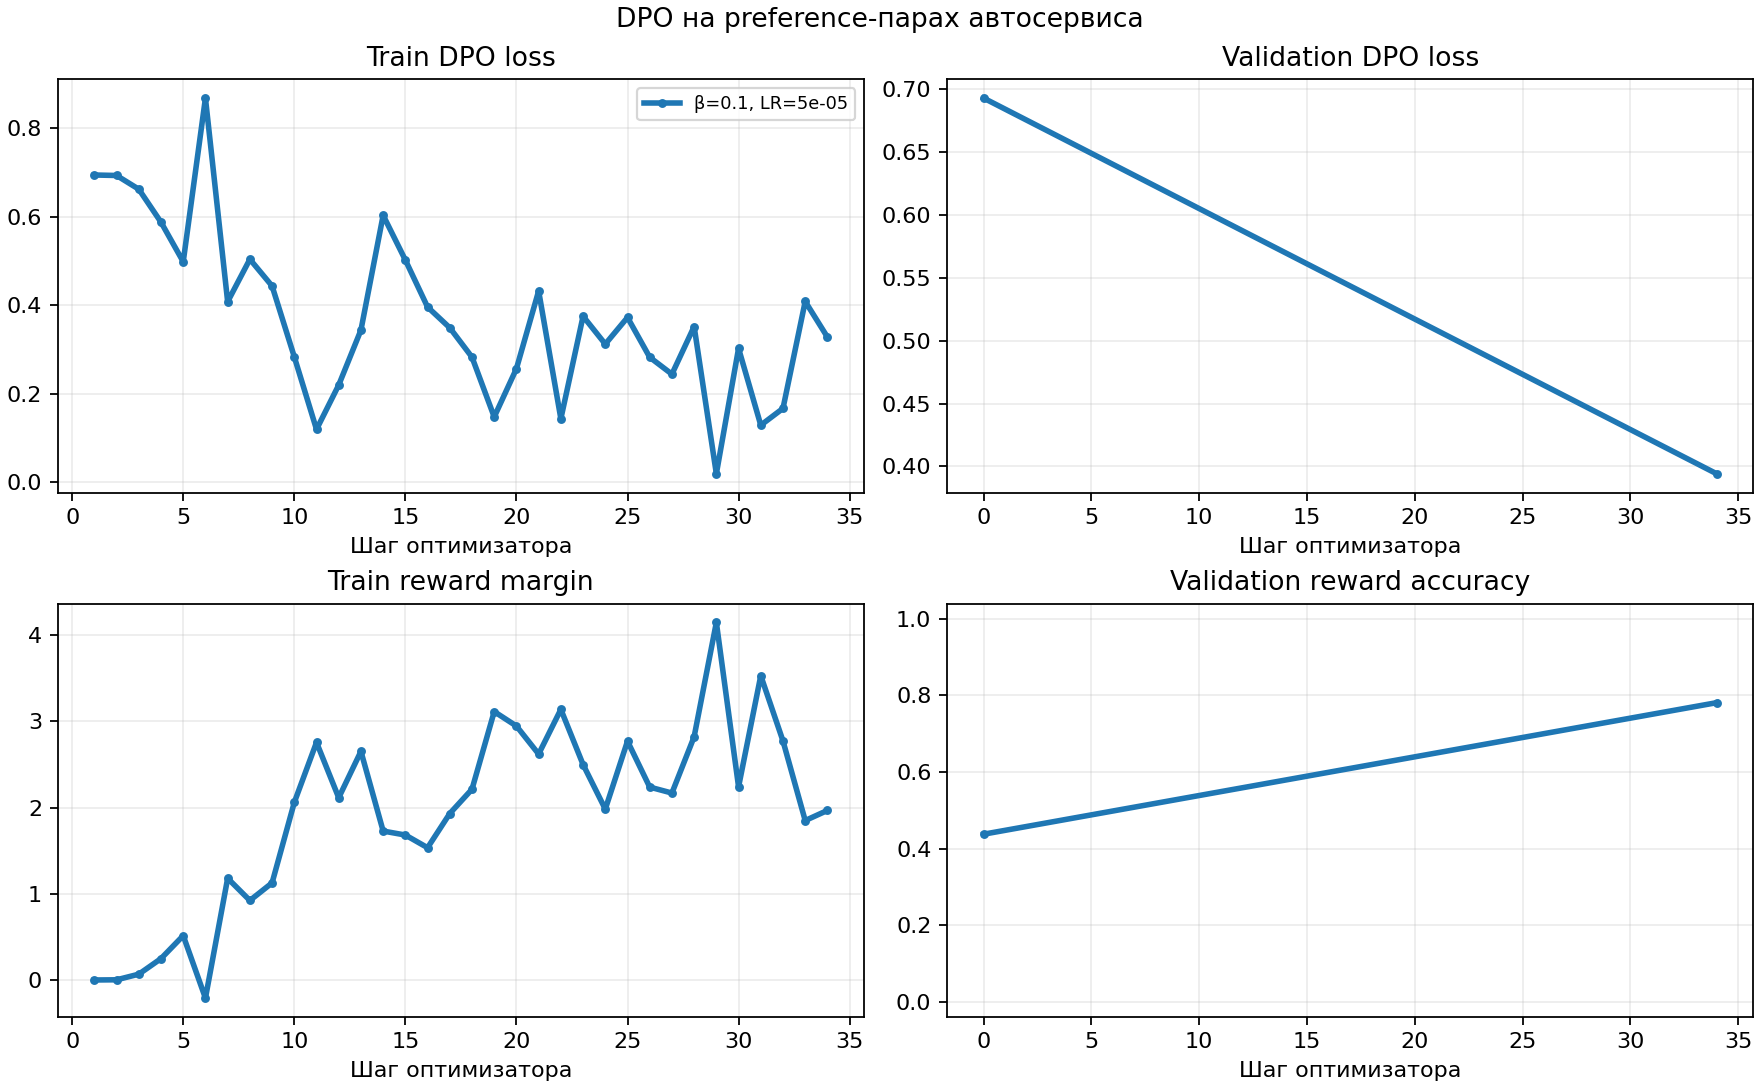 DPO на preference-парах автосервиса
Train DPO loss
β=0.1, LR=5e-05
0.8
0.6
0.4
0.2
0.0
0 5 10 15 20 25 30 35
Шаг оптимизатора
Validation DPO loss
0.70
0.65
0.60
0.55
0.50
0.45
0.40
0 5 10 15 20 25 30 35
Шаг оптимизатора
Train reward margin
4
3
2
1
0
0 5 10 15 20 25 30 35
Шаг оптимизатора
Validation reward accuracy
1.0
0.8
0.6
0.4
0.2
0.0
0 5 10 15 20 25 30 35
Шаг оптимизатора